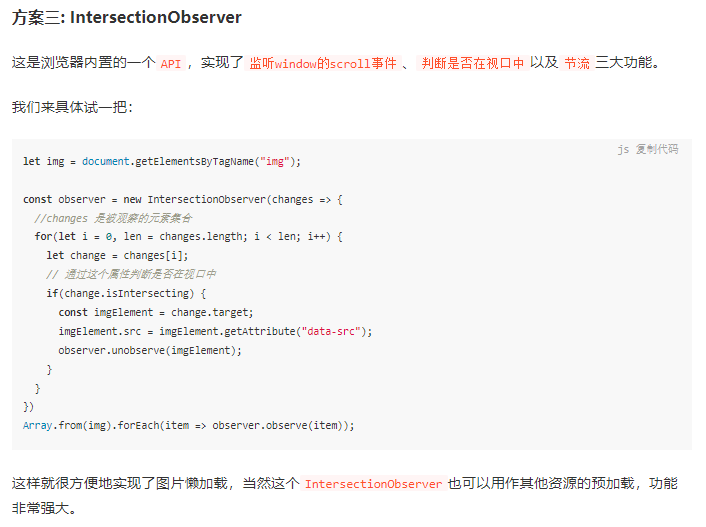 方案三: IntersectionObserver
这是浏览器内置的一个 API，实现了 监听window的scroll事件 、 判断是否在视口中 以及 节流 三大功能。
我们来具体试一把：
js 复制代码
let img = document.getElementsByTagName("img");
const observer = new IntersectionObserver(changes => {
  //changes 是被观察的元素集合
  for(let i = 0, len = changes.length; i < len; i++) {
    let change = changes[i];
    // 通过这个属性判断是否在视口中
    if(change.isIntersecting) {
      const imgElement = change.target;
      imgElement.src = imgElement.getAttribute("data-src");
      observer.unobserve(imgElement);
    }
  }
})
Array.from(img).forEach(item => observer.observe(item));
这样就很方便地实现了图片懒加载，当然这个 IntersectionObserver 也可以用作其他资源的预加载，功能
非常强大。